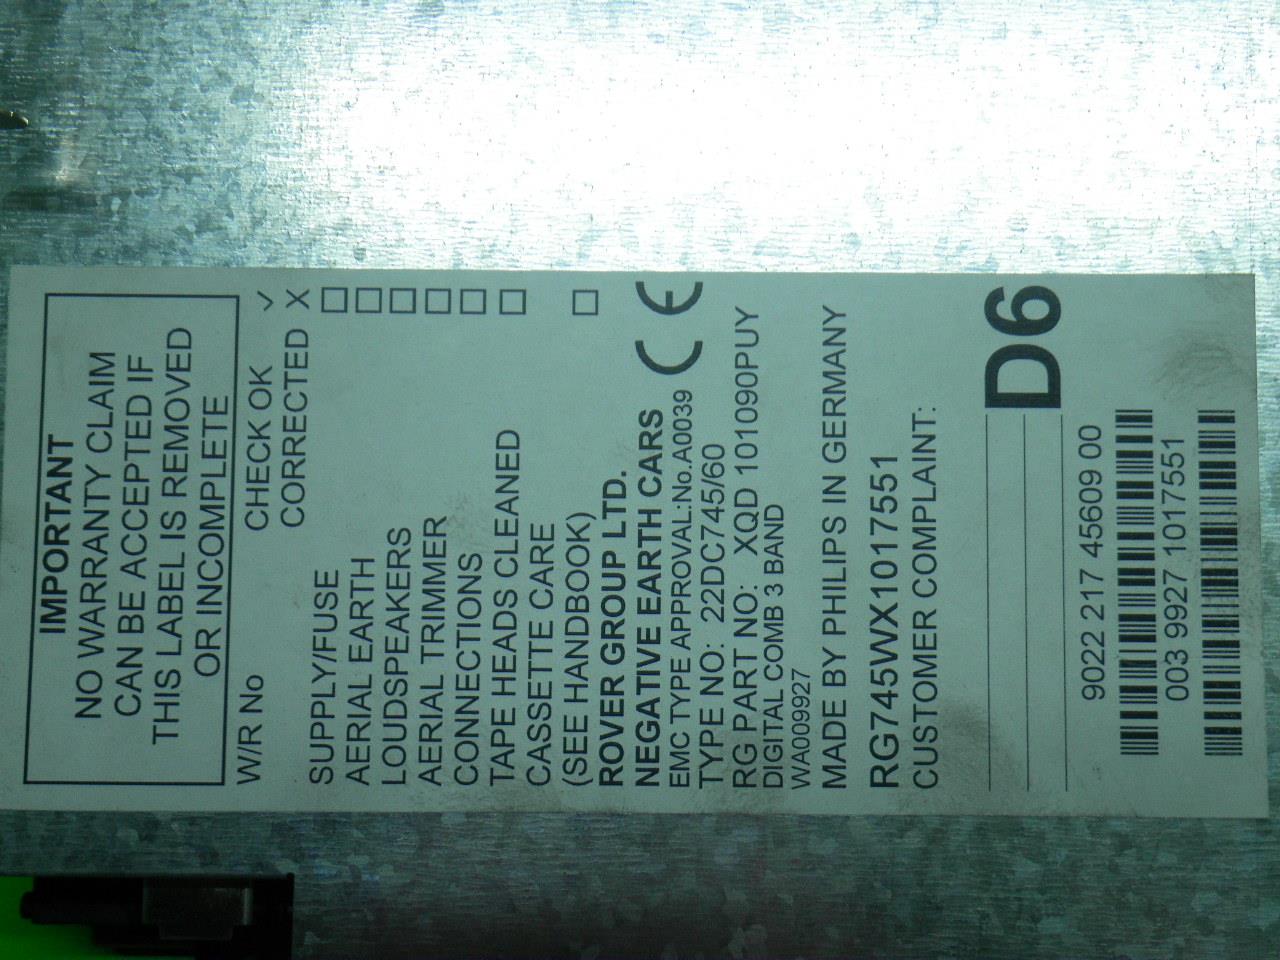 IMPORTANT
NO WARRANTY CLAIM
CAN BE ACCEPTED IF
THIS LABEL IS REMOVED
OR INCOMPLETE
W/R No CHECK OK ✓
CORRECTED X
SUPPLY/FUSE □
AERIAL EARTH □
LOUDSPEAKERS □
AERIAL TRIMMER □
CONNECTIONS □
TAPE HEADS CLEANED □
CASSETTE CARE
(SEE HANDBOOK) □
ROVER GROUP LTD.
NEGATIVE EARTH CARS CE
EMC TYPE APPROVAL:No.A0039
TYPE NO: 22DC745/60
RG PART NO: XQD 101090PUY
DIGITAL COMB 3 BAND
WA009927
MADE BY PHILIPS IN GERMANY
RG745WX1017551
CUSTOMER COMPLAINT:
D6
9022 217 45609 00
003 9927 1017551